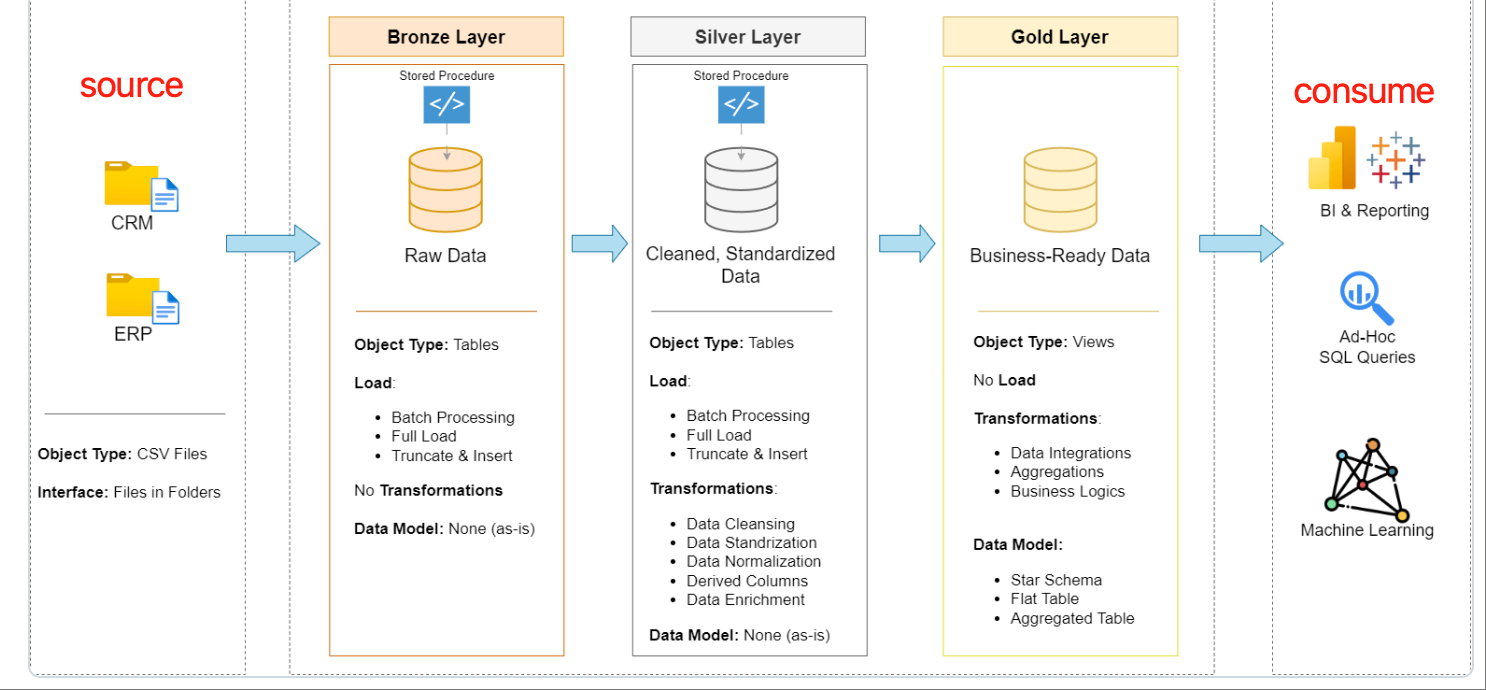 source
CRM
ERP
Object Type: CSV Files
Interface: Files in Folders
Bronze Layer
Stored Procedure
</>
Raw Data
Object Type: Tables
Load:
• Batch Processing
• Full Load
• Truncate & Insert
No Transformations
Data Model: None (as-is)
Silver Layer
Stored Procedure
</>
Cleaned, Standardized
Data
Object Type: Tables
Load:
• Batch Processing
• Full Load
• Truncate & Insert
Transformations:
• Data Cleansing
• Data Standrization
• Data Normalization
• Derived Columns
• Data Enrichment
Data Model: None (as-is)
Gold Layer
Business-Ready Data
Object Type: Views
No Load
Transformations:
• Data Integrations
• Aggregations
• Business Logics
Data Model:
• Star Schema
• Flat Table
• Aggregated Table
consume
BI & Reporting
Ad-Hoc
SQL Queries
Machine Learning